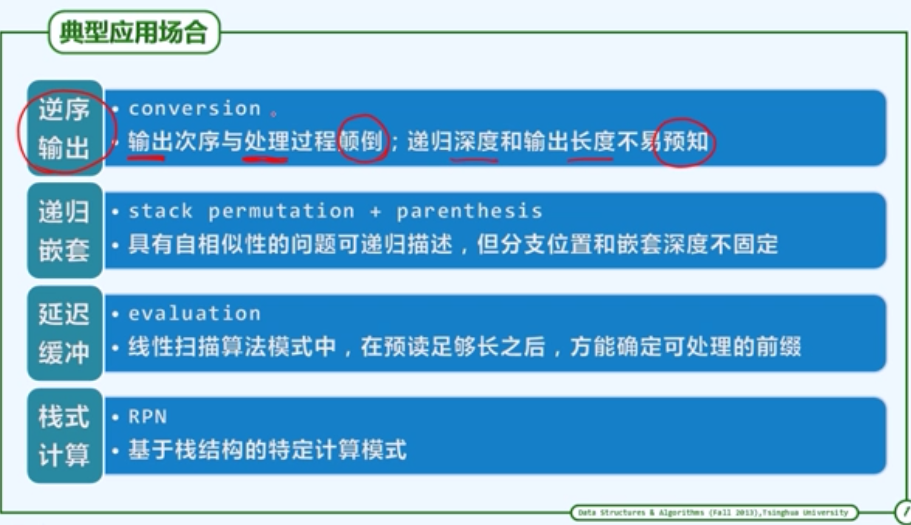 典型应用场合
逆序
输出
• conversion
• 输出次序与处理过程颠倒；递归深度和输出长度不易预知
递归
嵌套
• stack permutation + parenthesis
• 具有自相似性的问题可递归描述，但分支位置和嵌套深度不固定
延迟
缓冲
• evaluation
• 线性扫描算法模式中，在预读足够长之后，方能确定可处理的前缀
栈式
计算
• RPN
• 基于栈结构的特定计算模式
Data Structures & Algorithms (Fall 2013),Tsinghua University